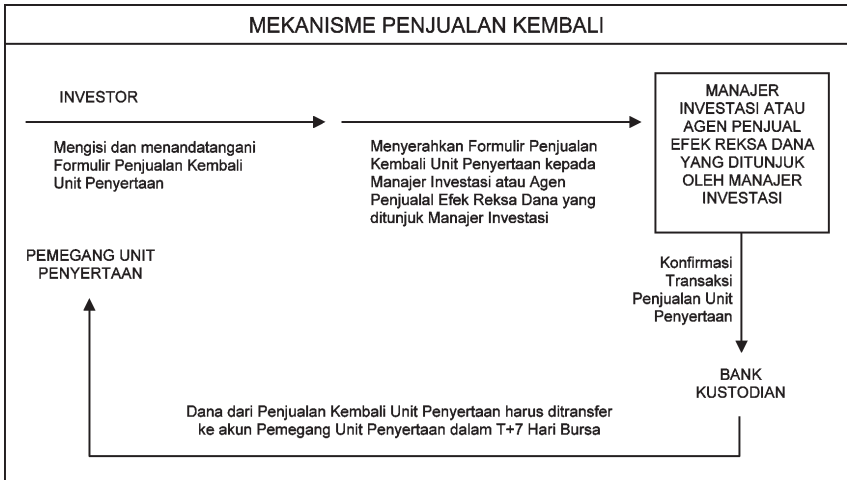 MEKANISME PENJUALAN KEMBALI
INVESTOR
Mengisi dan menandatangani
Formulir Penjualan Kembali
Unit Penyertaan
Menyerahkan Formulir Penjualan
Kembali Unit Penyertaan kepada
Manajer Investasi atau Agen
Penjualal Efek Reksa Dana yang
ditunjuk Manajer Investasi
MANAJER
INVESTASI ATAU
AGEN PENJUAL
EFEK REKSA DANA
YANG DITUNJUK
OLEH MANAJER
INVESTASI
PEMEGANG UNIT
PENYERTAAN
Konfirmasi
Transaksi
Penjualan Unit
Penyertaan
BANK
KUSTODIAN
Dana dari Penjualan Kembali Unit Penyertaan harus ditransfer
ke akun Pemegang Unit Penyertaan dalam T+7 Hari Bursa